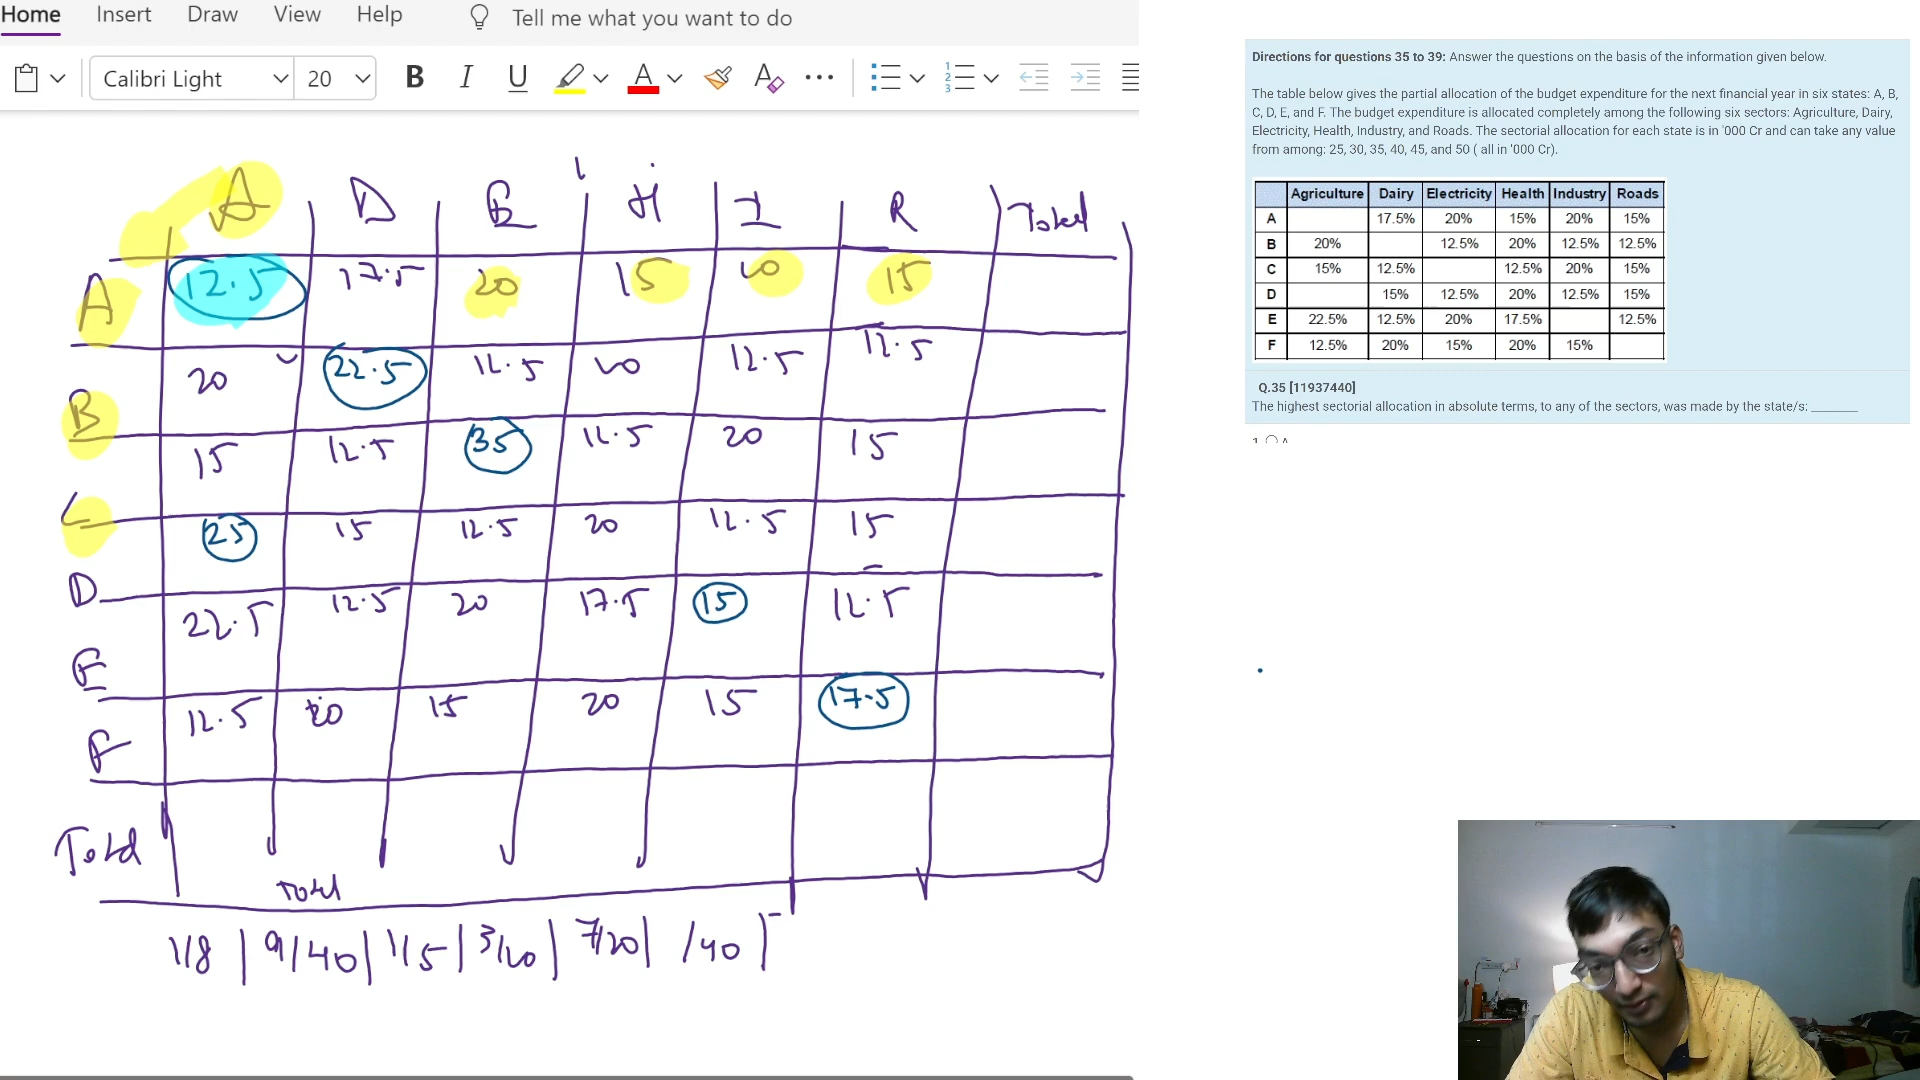 Home Insert Draw View Help Tell me what you want to do
Calibri Light 20 B I U A A
A D E H I R Total
A 12.5 17.5 20 15 20 15
B 20 22.5 12.5 20 12.5 12.5
C 15 12.5 35 12.5 20 15
D 25 15 12.5 20 12.5 15
E 22.5 12.5 20 17.5 15 12.5
F 12.5 20 15 20 15 17.5
Total
Total
1/8 | 9/40 | 1/5 | 3/20 | 7/20 | /40 |
Directions for questions 35 to 39: Answer the questions on the basis of the information given below.
The table below gives the partial allocation of the budget expenditure for the next financial year in six states: A, B,
C, D, E, and F. The budget expenditure is allocated completely among the following six sectors: Agriculture, Dairy,
Electricity, Health, Industry, and Roads. The sectorial allocation for each state is in '000 Cr and can take any value
from among: 25, 30, 35, 40, 45, and 50 ( all in '000 Cr).
Agriculture Dairy Electricity Health Industry Roads
A 17.5% 20% 15% 20% 15%
B 20% 12.5% 20% 12.5% 12.5%
C 15% 12.5% 12.5% 20% 15%
D 15% 12.5% 20% 12.5% 15%
E 22.5% 12.5% 20% 17.5% 12.5%
F 12.5% 20% 15% 20% 15%
Q.35 [11937440]
The highest sectorial allocation in absolute terms, to any of the sectors, was made by the state/s: ________